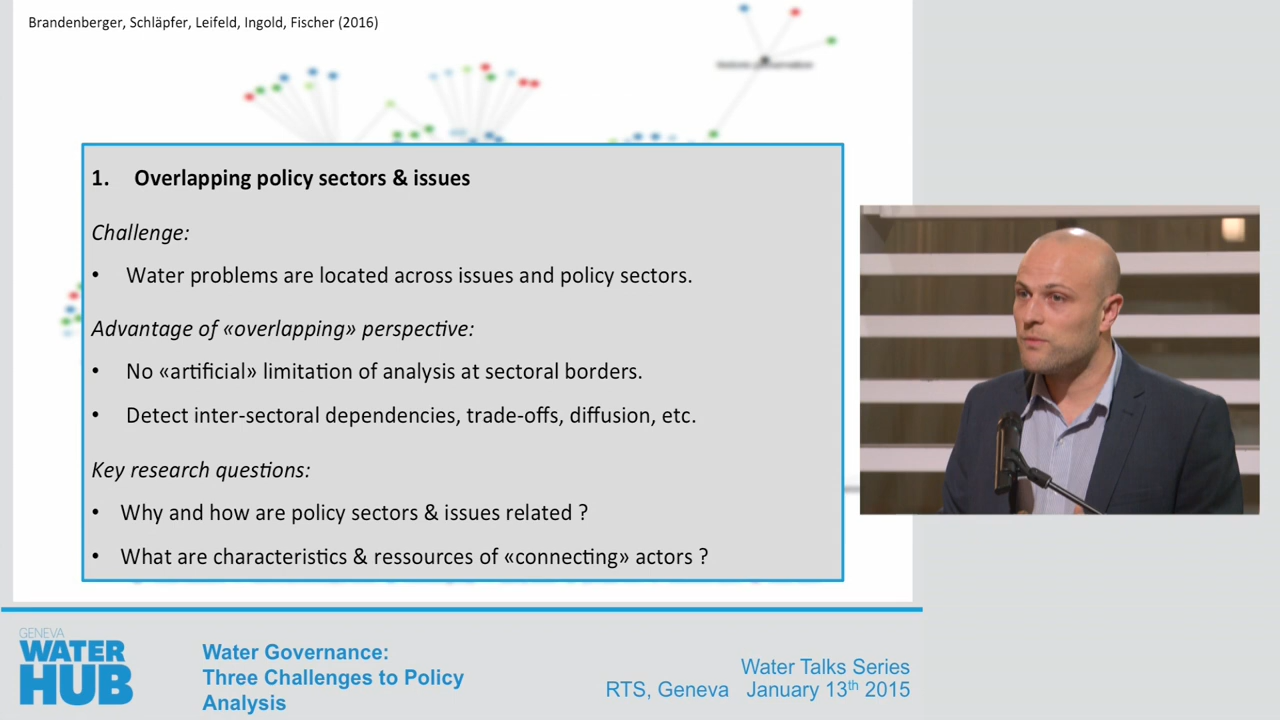 Brandenberger, Schläpfer, Leifeld, Ingold, Fischer (2016)
1. Overlapping policy sectors & issues
Challenge:
• Water problems are located across issues and policy sectors.
Advantage of «overlapping» perspective:
• No «artificial» limitation of analysis at sectoral borders.
• Detect inter-sectoral dependencies, trade-offs, diffusion, etc.
Key research questions:
• Why and how are policy sectors & issues related ?
• What are characteristics & ressources of «connecting» actors ?
GENEVA
WATER
HUB
Water Governance:
Three Challenges to Policy
Analysis
Water Talks Series
RTS, Geneva January 13th 2015